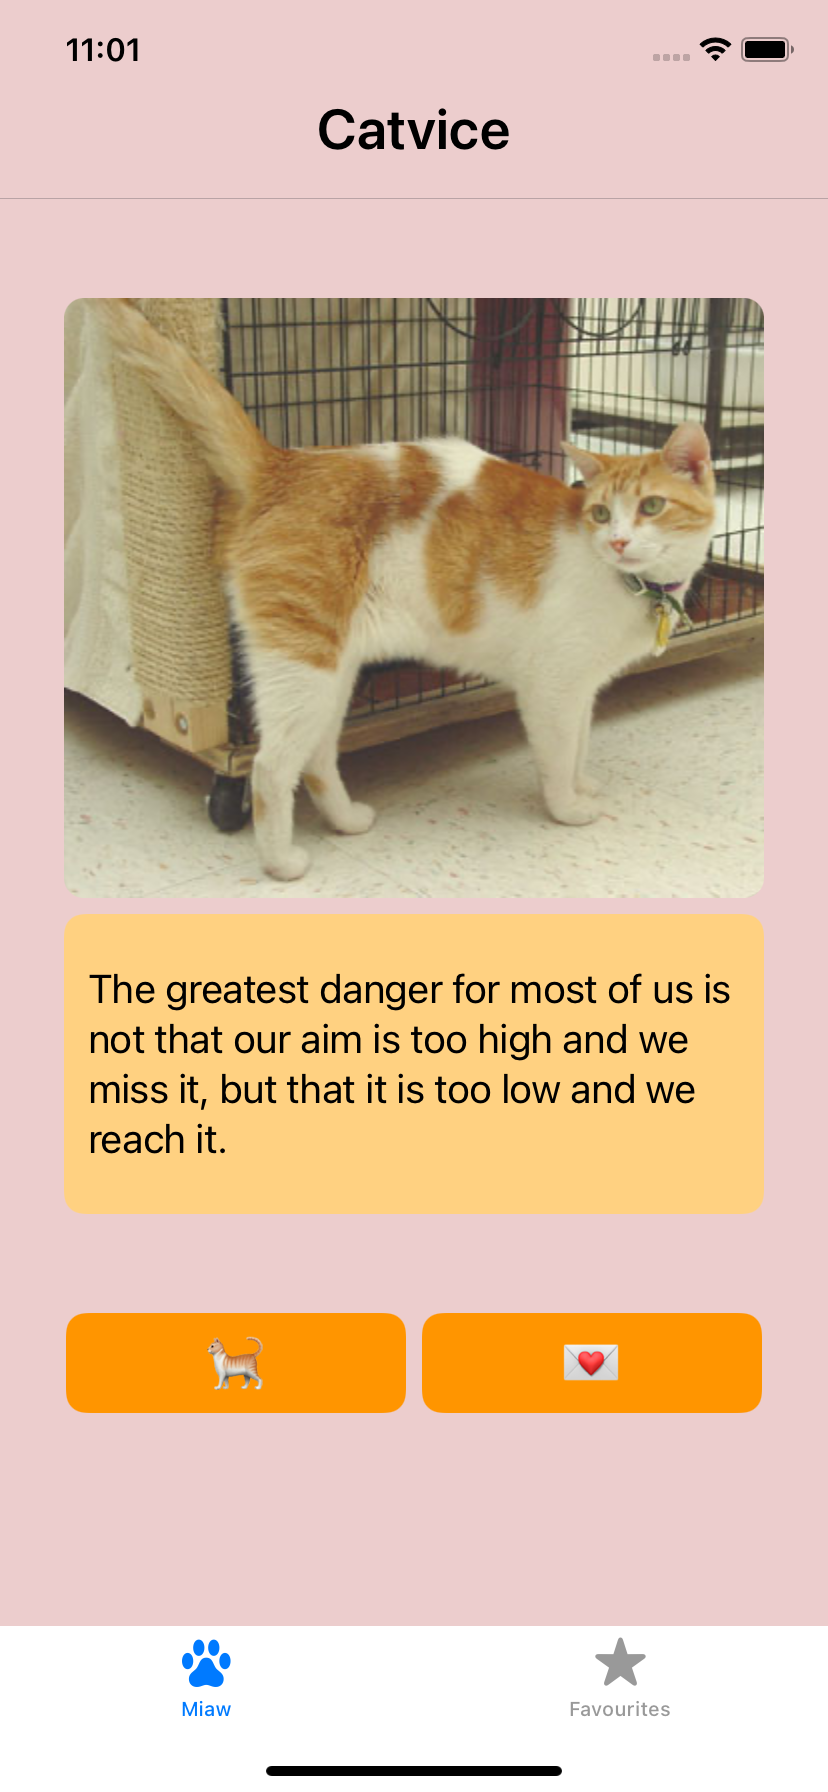 11:01
Catvice
The greatest danger for most of us is
not that our aim is too high and we
miss it, but that it is too low and we
reach it.
Miaw
Favourites